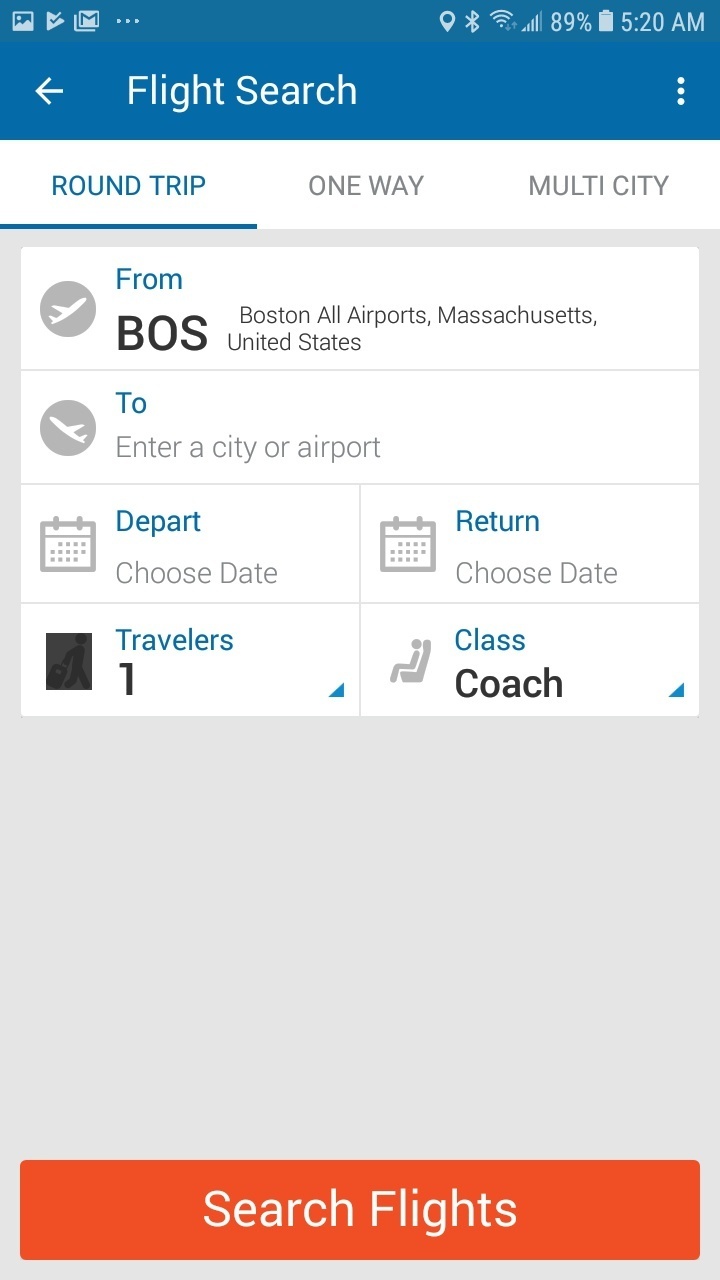 89% 5:20 AM
Flight Search
ROUND TRIP ONE WAY MULTI CITY
From
BOS Boston All Airports, Massachusetts,
United States
To
Enter a city or airport
Depart Return
Choose Date Choose Date
Travelers Class
1 Coach
Search Flights